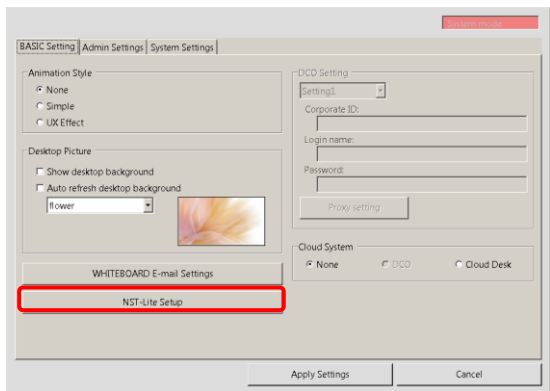 System mode
BASIC Setting Admin Settings System Settings
Animation Style
None
Simple
UX Effect
Desktop Picture
Show desktop background
Auto refresh desktop background
flower
WHITEBOARD E-mail Settings
NST-Lite Setup
DCO Setting
Setting1
Corporate ID:
Login name:
Password:
Proxy setting
Cloud System
None DCO Cloud Desk
Apply Settings Cancel